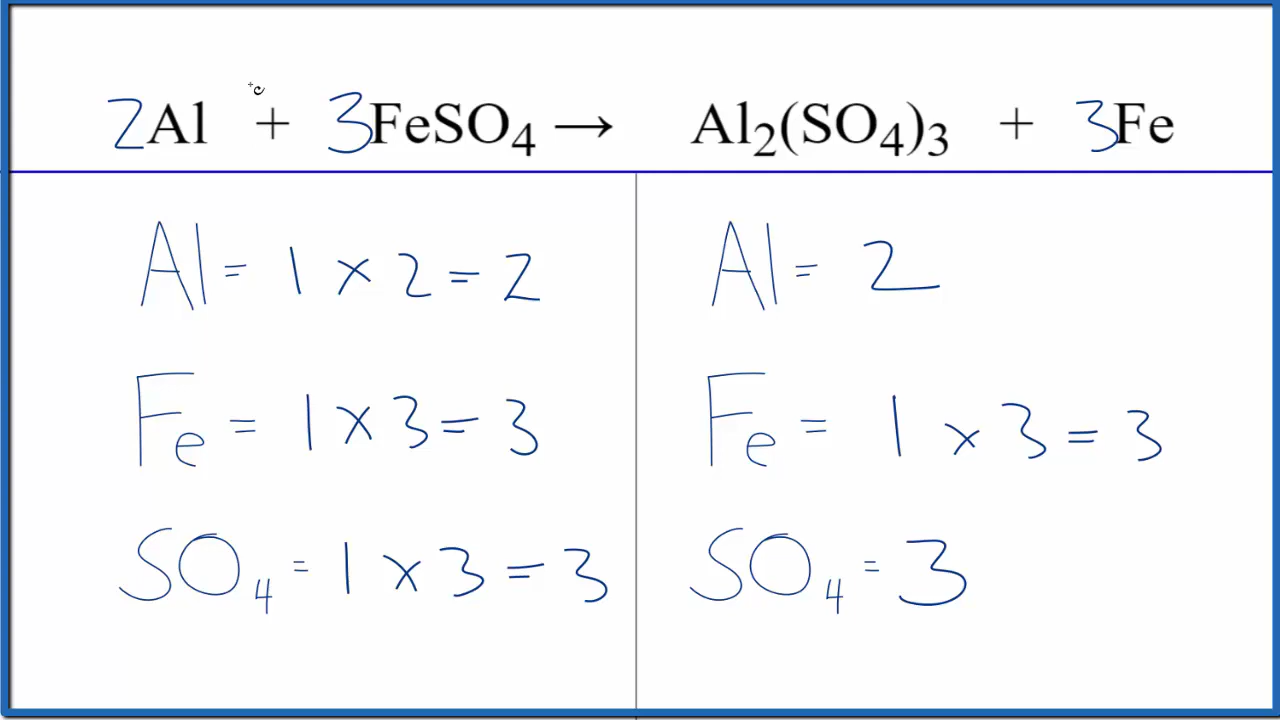 2Al + 3FeSO₄ → Al₂(SO₄)₃ + 3Fe
Al = 1 × 2 = 2
Al = 2
Fe = 1 × 3 = 3
Fe = 1 × 3 = 3
SO₄ = 1 × 3 = 3
SO₄ = 3